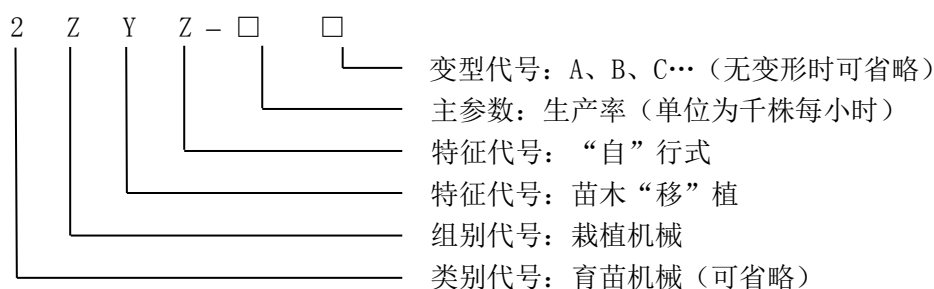 2 Z Y Z – □ □
变型代号：A、B、C…（无变形时可省略）
主参数：生产率（单位为千株每小时）
特征代号：“自”行式
特征代号：苗木“移”植
组别代号：栽植机械
类别代号：育苗机械（可省略）